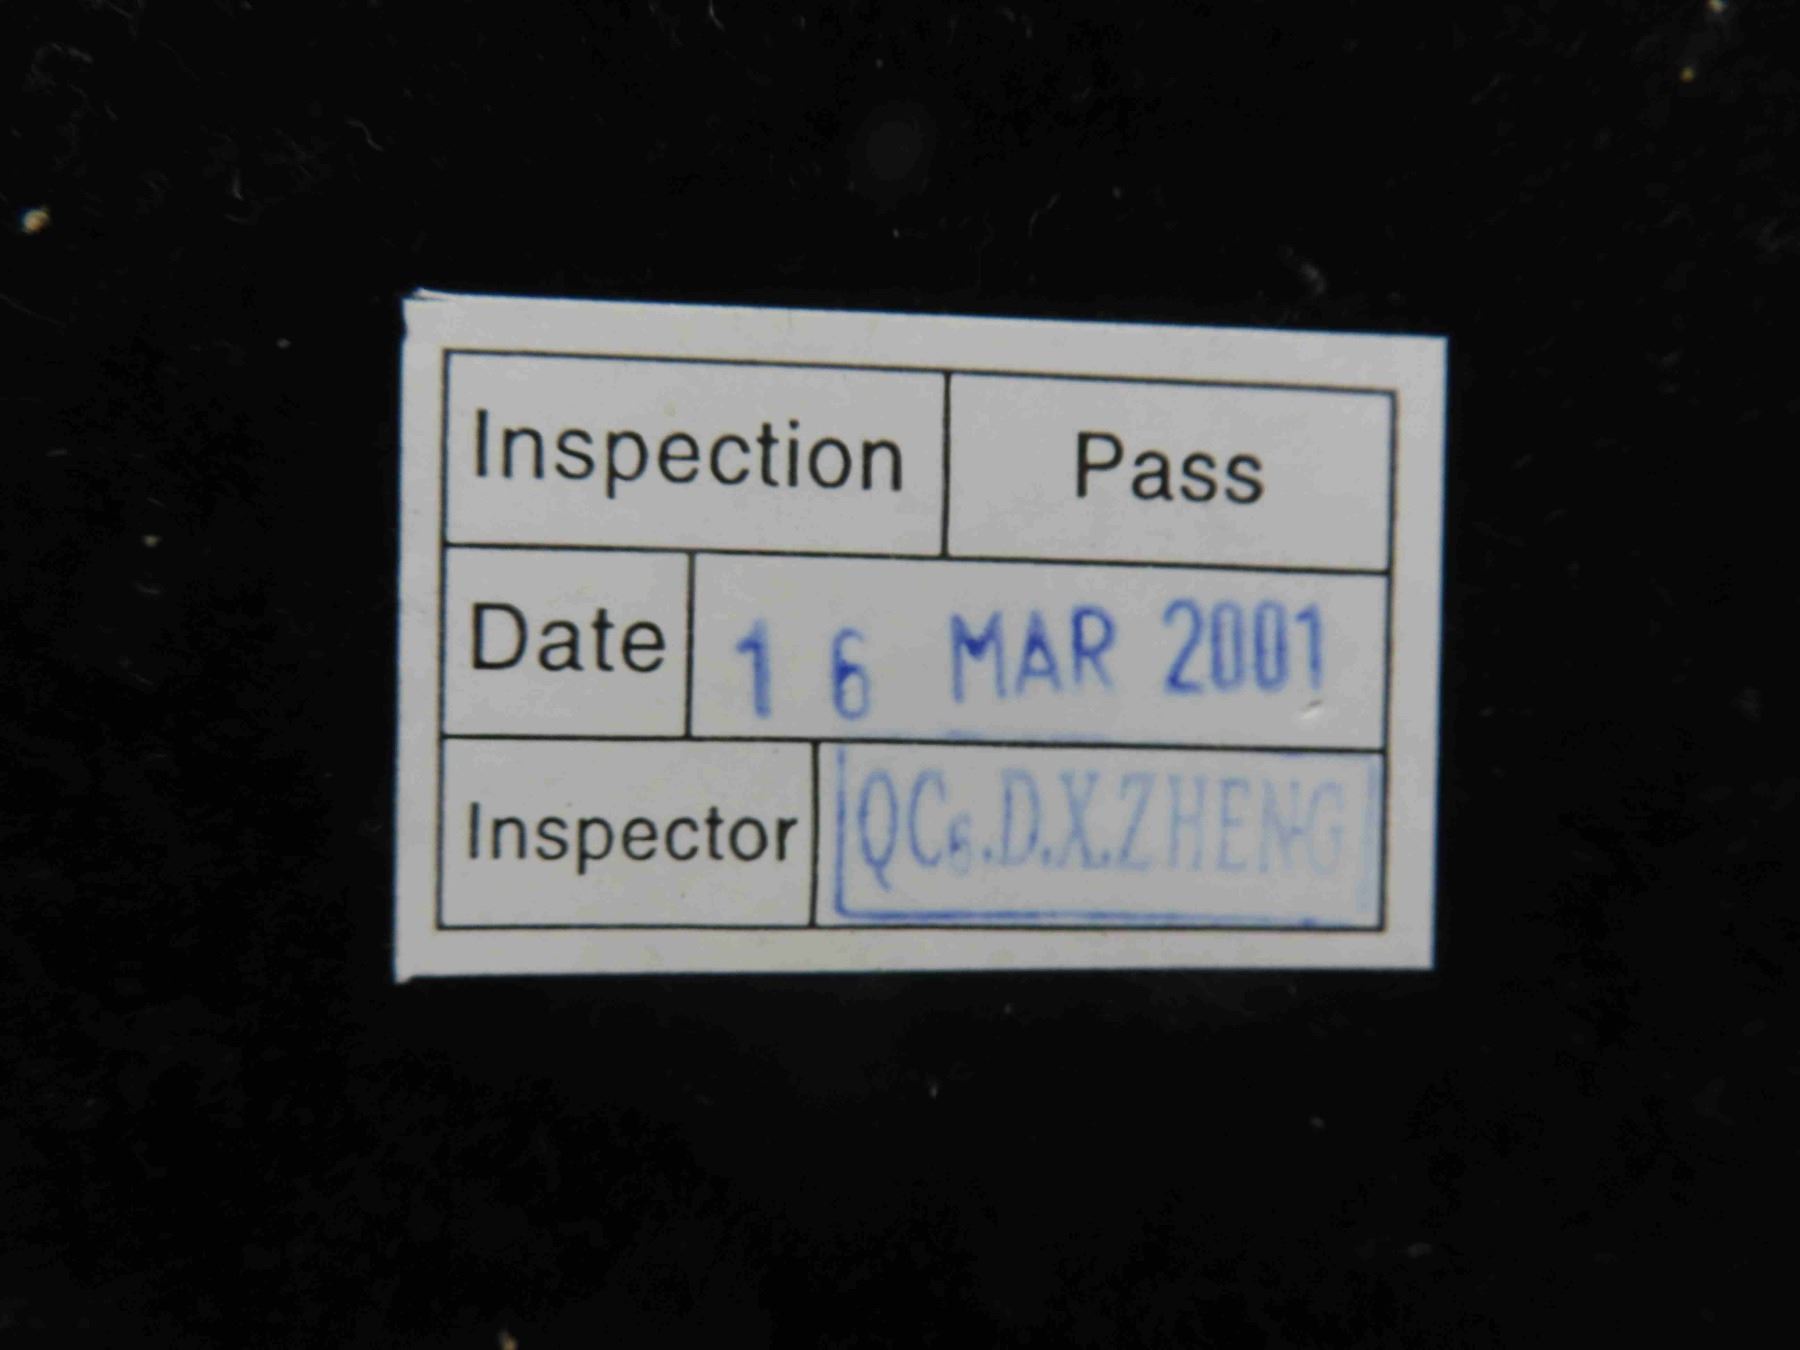 Inspection Pass
Date 16 MAR 2001
Inspector QC6.D.X.ZHENG